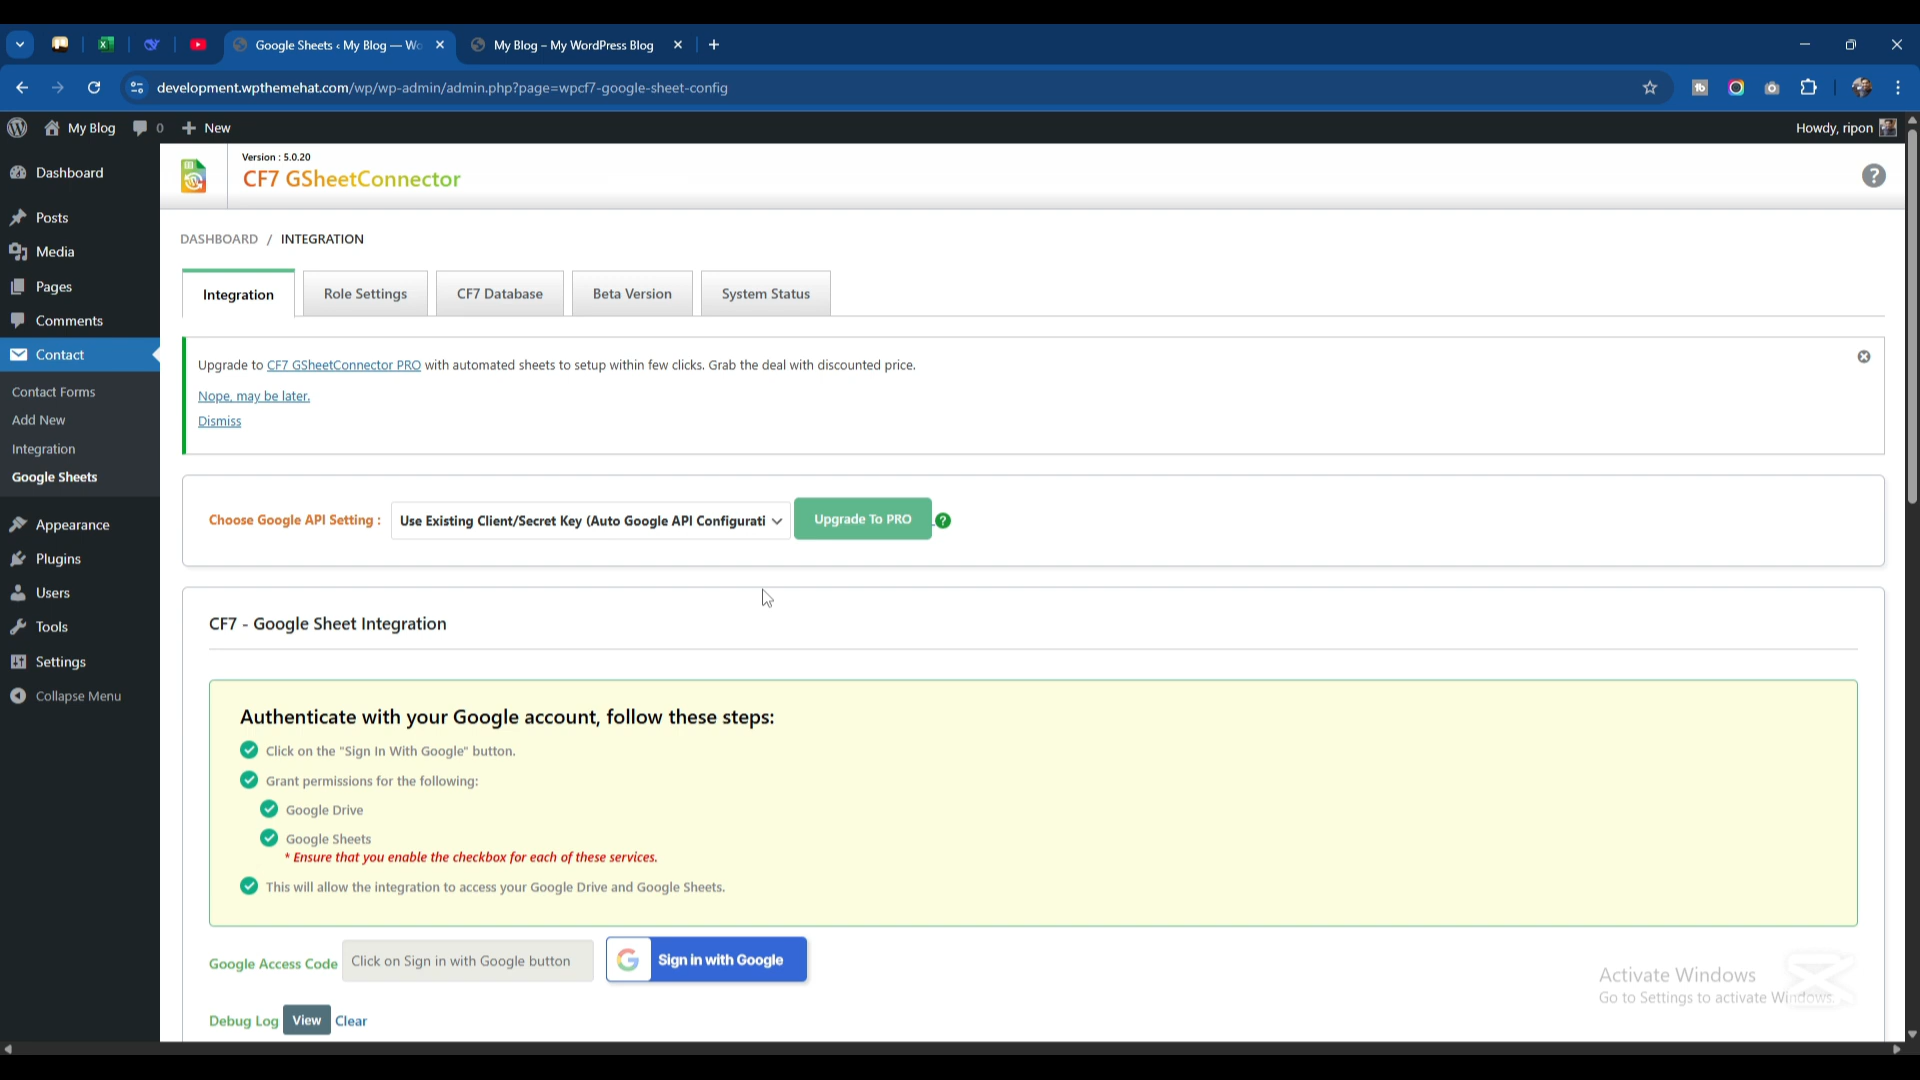 Google Sheets ‹ My Blog — Wo
My Blog – My WordPress Blog
development.wpthemehat.com/wp/wp-admin/admin.php?page=wpcf7-google-sheet-config
My Blog
0
New
Howdy, ripon
Dashboard
Posts
Media
Pages
Comments
Contact
Contact Forms
Add New
Integration
Google Sheets
Appearance
Plugins
Users
Tools
Settings
Collapse Menu
Version : 5.0.20
CF7 GSheetConnector
?
DASHBOARD / INTEGRATION
Integration
Role Settings
CF7 Database
Beta Version
System Status
Upgrade to CF7 GSheetConnector PRO with automated sheets to setup within few clicks. Grab the deal with discounted price.
Nope, may be later.
Dismiss
Choose Google API Setting :
Use Existing Client/Secret Key (Auto Google API Configurati
Upgrade To PRO
?
CF7 - Google Sheet Integration
Authenticate with your Google account, follow these steps:
Click on the "Sign In With Google" button.
Grant permissions for the following:
Google Drive
Google Sheets
* Ensure that you enable the checkbox for each of these services.
This will allow the integration to access your Google Drive and Google Sheets.
Google Access Code
Click on Sign in with Google button
Sign in with Google
Debug Log
View
Clear
Activate Windows
Go to Settings to activate Windows.